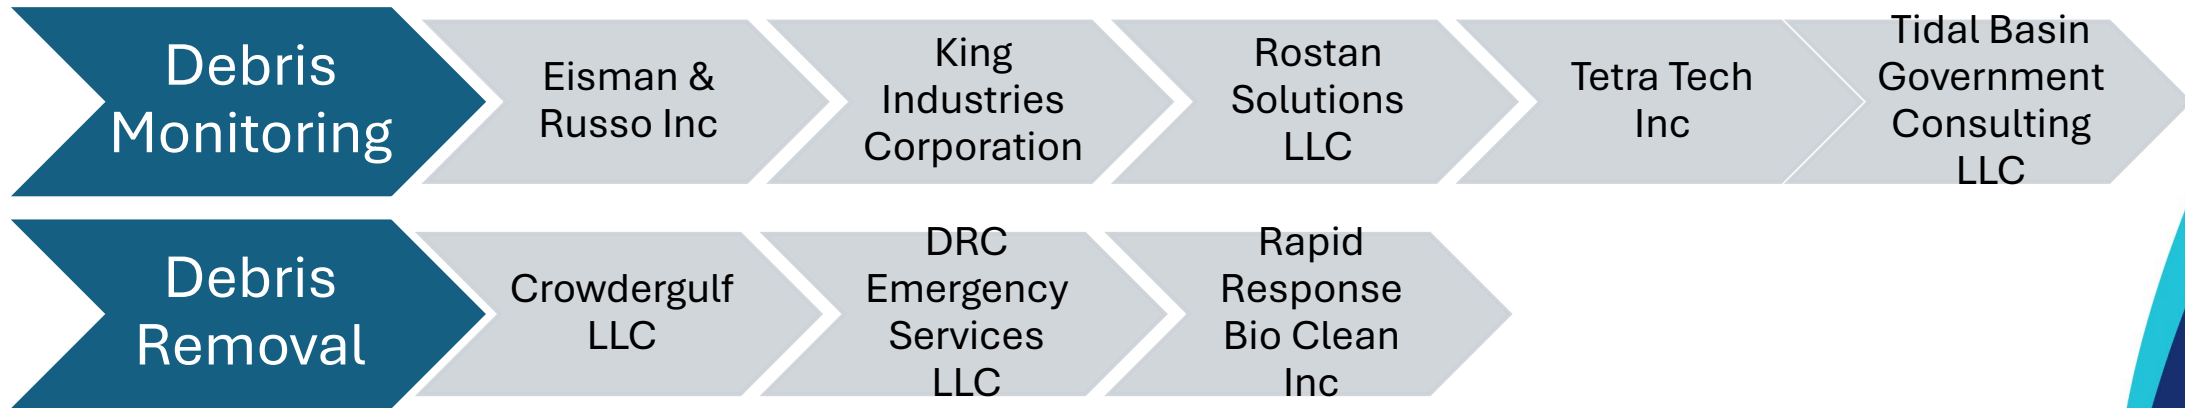 Debris
Monitoring
Eisman &
Russo Inc
King
Industries
Corporation
Rostan
Solutions
LLC
Tetra Tech
Inc
Tidal Basin
Government
Consulting
LLC
Debris
Removal
Crowdergulf
LLC
DRC
Emergency
Services
LLC
Rapid
Response
Bio Clean
Inc